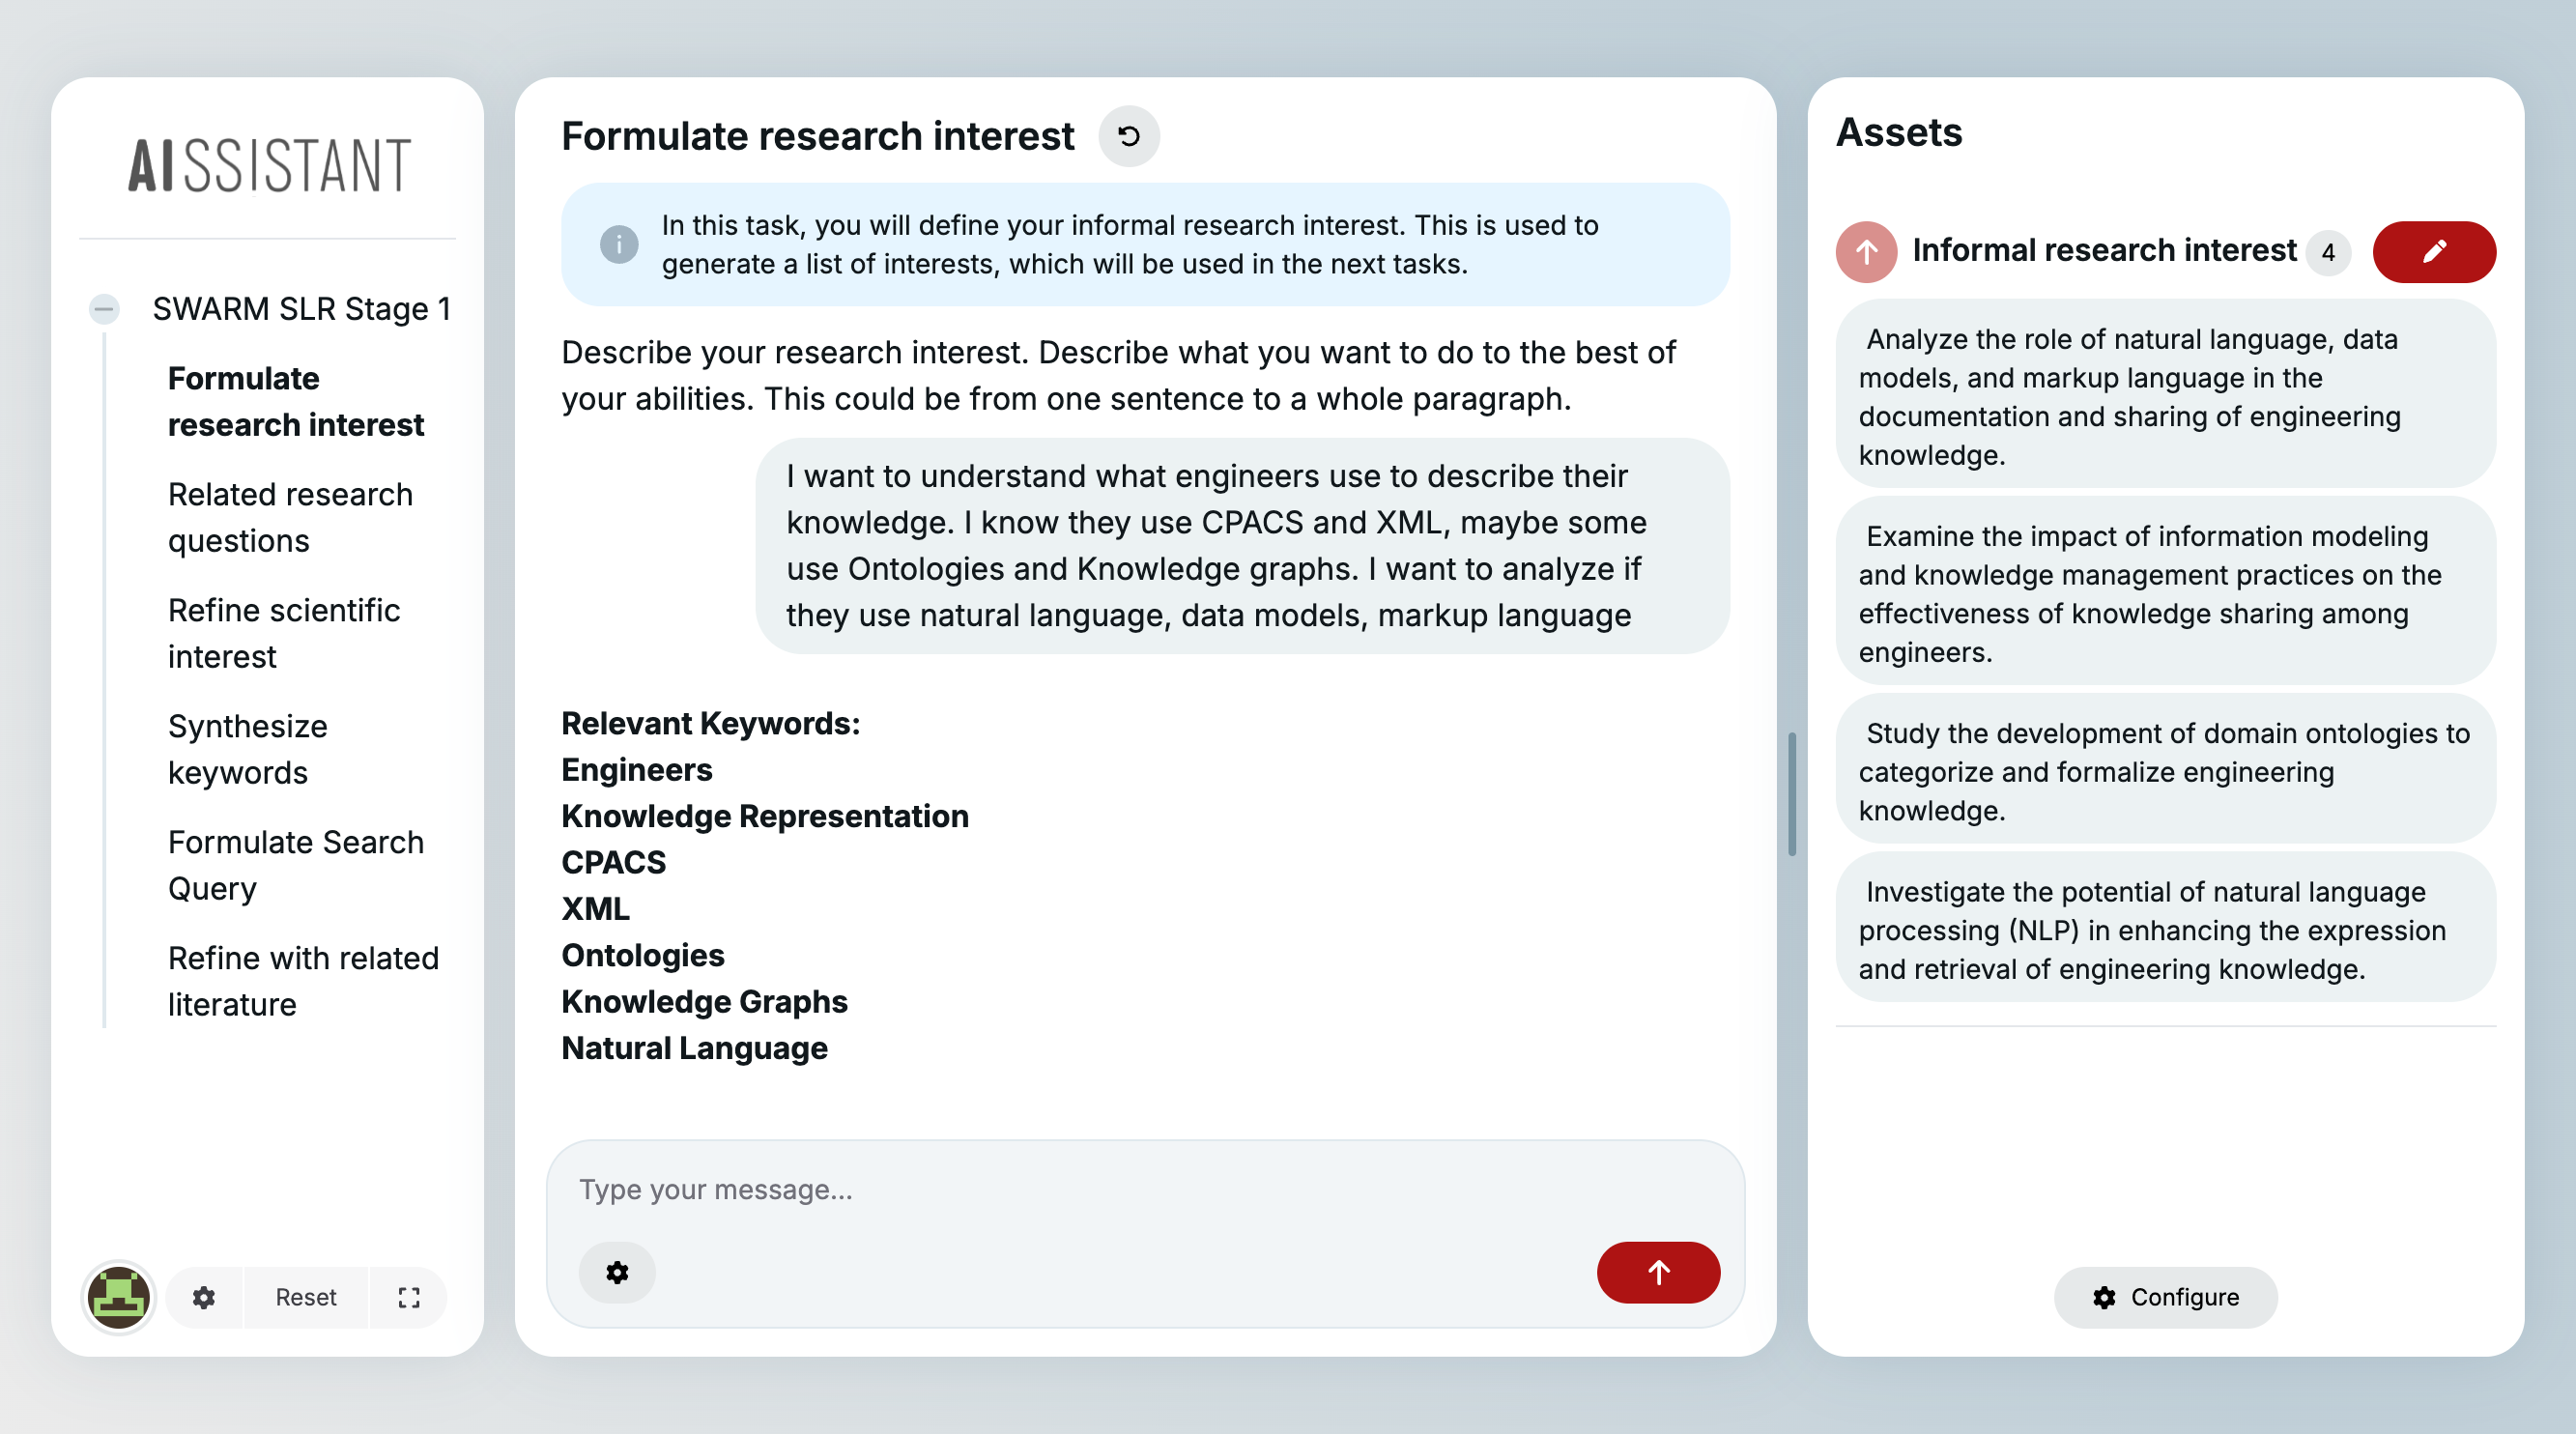 AISSISTANT
SWARM SLR Stage 1
Formulate
research interest
Related research
questions
Refine scientific
interest
Synthesize
keywords
Formulate Search
Query
Refine with related
literature
Reset
Formulate research interest
In this task, you will define your informal research interest. This is used to
generate a list of interests, which will be used in the next tasks.
Describe your research interest. Describe what you want to do to the best of
your abilities. This could be from one sentence to a whole paragraph.
I want to understand what engineers use to describe their
knowledge. I know they use CPACS and XML, maybe some
use Ontologies and Knowledge graphs. I want to analyze if
they use natural language, data models, markup language
Relevant Keywords:
Engineers
Knowledge Representation
CPACS
XML
Ontologies
Knowledge Graphs
Natural Language
Type your message...
Assets
Informal research interest 4
Analyze the role of natural language, data
models, and markup language in the
documentation and sharing of engineering
knowledge.
Examine the impact of information modeling
and knowledge management practices on the
effectiveness of knowledge sharing among
engineers.
Study the development of domain ontologies to
categorize and formalize engineering
knowledge.
Investigate the potential of natural language
processing (NLP) in enhancing the expression
and retrieval of engineering knowledge.
Configure